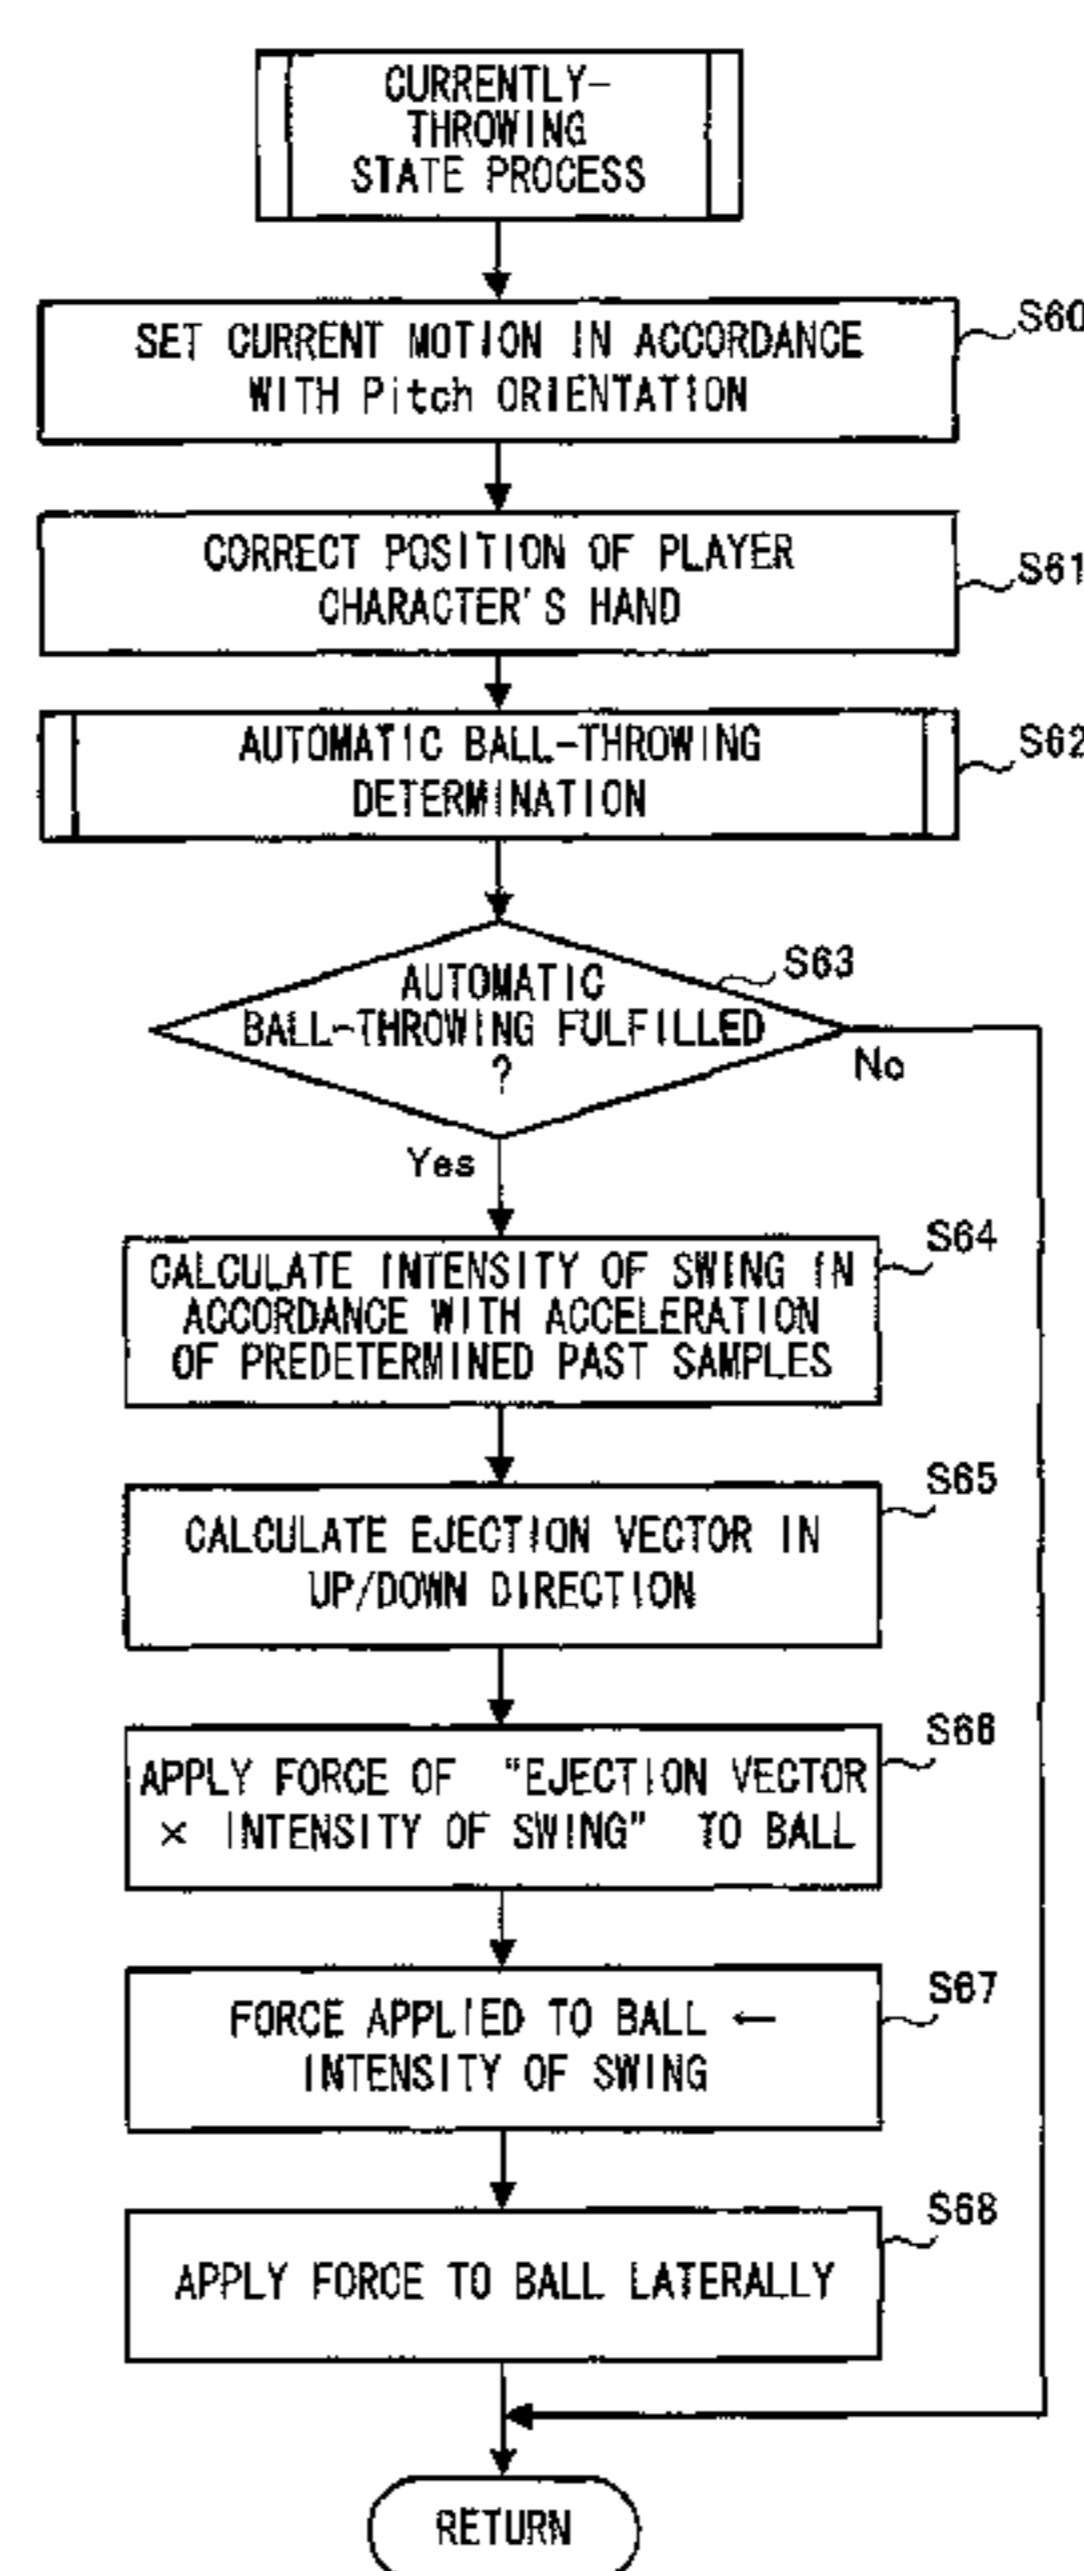 CURRENTLY-
THROWING
STATE PROCESS
S60
SET CURRENT MOTION IN ACCORDANCE
WITH Pitch ORIENTATION
S61
CORRECT POSITION OF PLAYER
CHARACTER'S HAND
S62
AUTOMATIC BALL-THROWING
DETERMINATION
S63
AUTOMATIC
BALL-THROWING FULFILLED
?
No
Yes
S64
CALCULATE INTENSITY OF SWING IN
ACCORDANCE WITH ACCELERATION
OF PREDETERMINED PAST SAMPLES
S65
CALCULATE EJECTION VECTOR IN
UP/DOWN DIRECTION
S66
APPLY FORCE OF "EJECTION VECTOR
× INTENSITY OF SWING" TO BALL
S67
FORCE APPLIED TO BALL ←
INTENSITY OF SWING
S68
APPLY FORCE TO BALL LATERALLY
RETURN